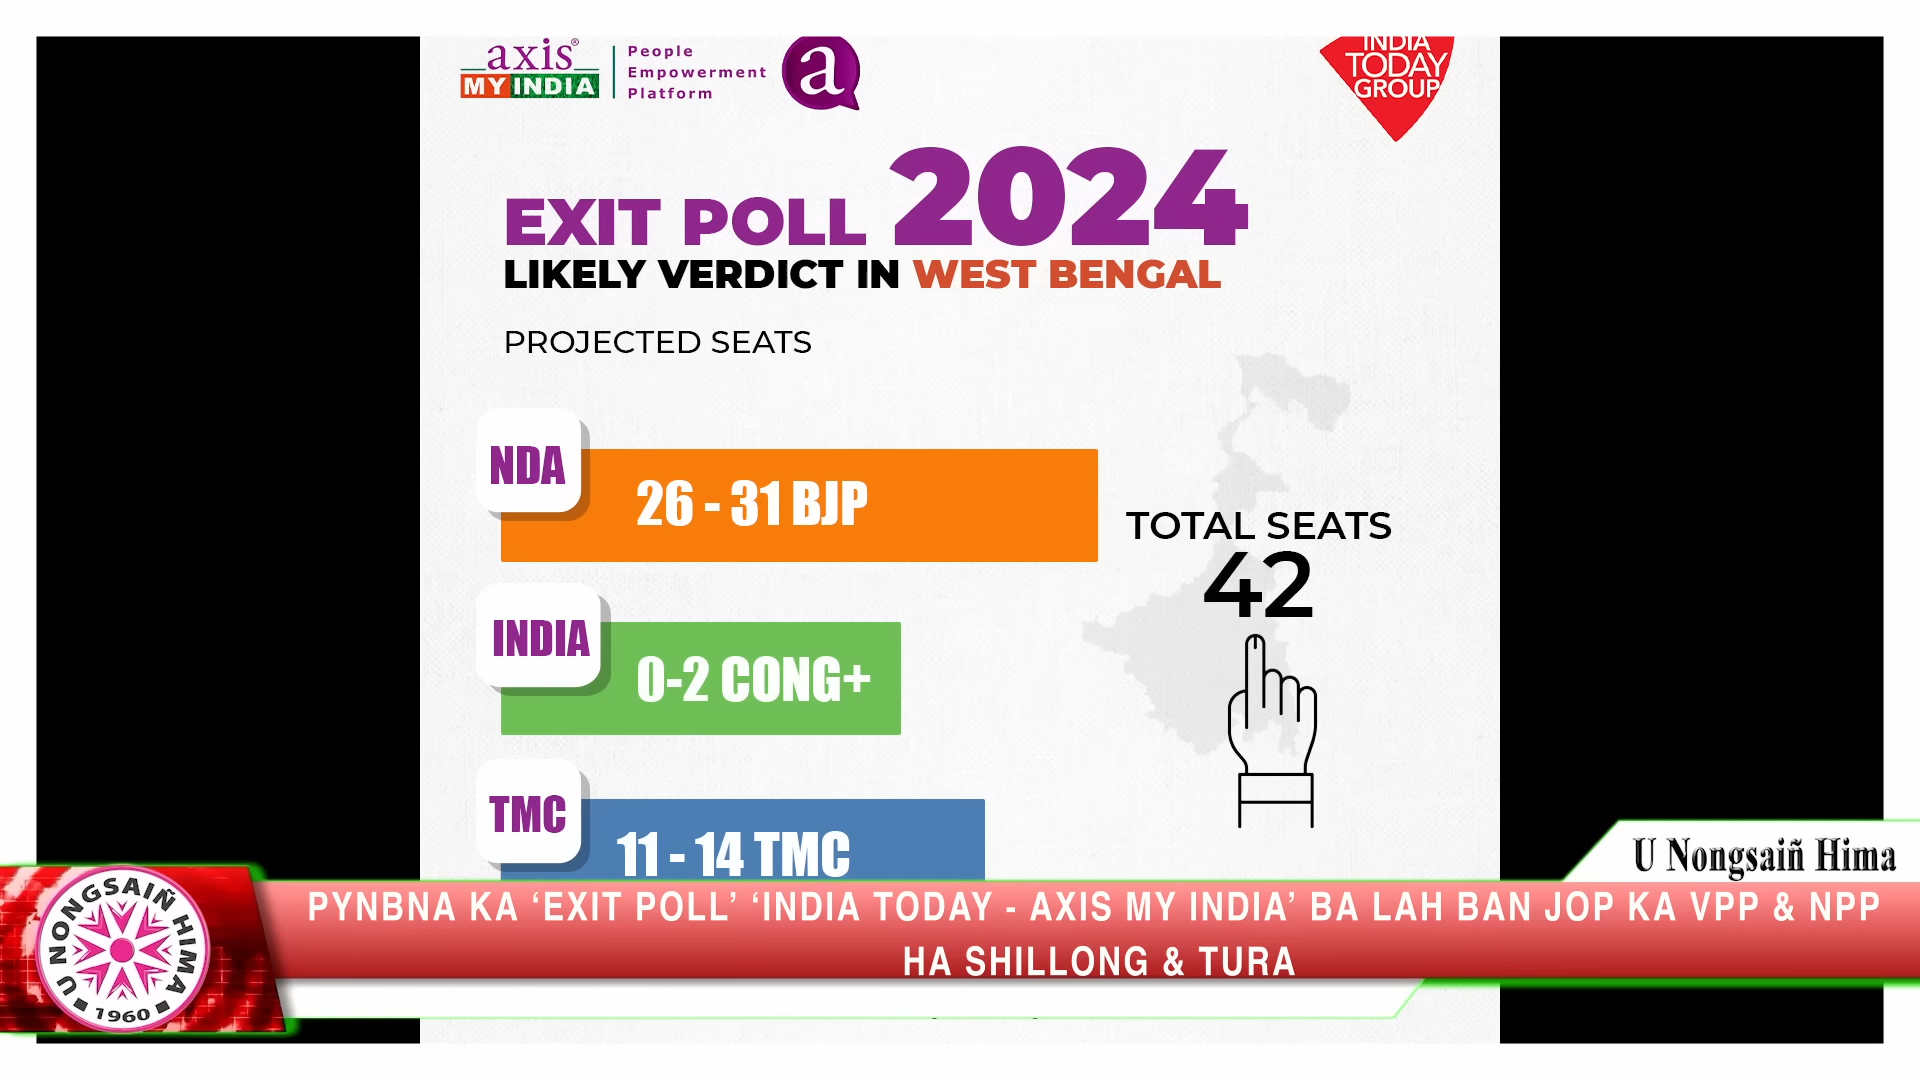 axis®
MY INDIA
People
Empowerment
Platform
a
INDIA
TODAY
GROUP
EXIT POLL 2024
LIKELY VERDICT IN WEST BENGAL
PROJECTED SEATS
NDA
26 - 31 BJP
TOTAL SEATS
42
INDIA
0-2 CONG+
TMC
11 - 14 TMC
U Nongsaiñ Hima
PYNBNA KA ‘EXIT POLL’ ‘INDIA TODAY - AXIS MY INDIA’ BA LAH BAN JOP KA VPP & NPP
HA SHILLONG & TURA
U NONGSAIÑ HIMA
1960